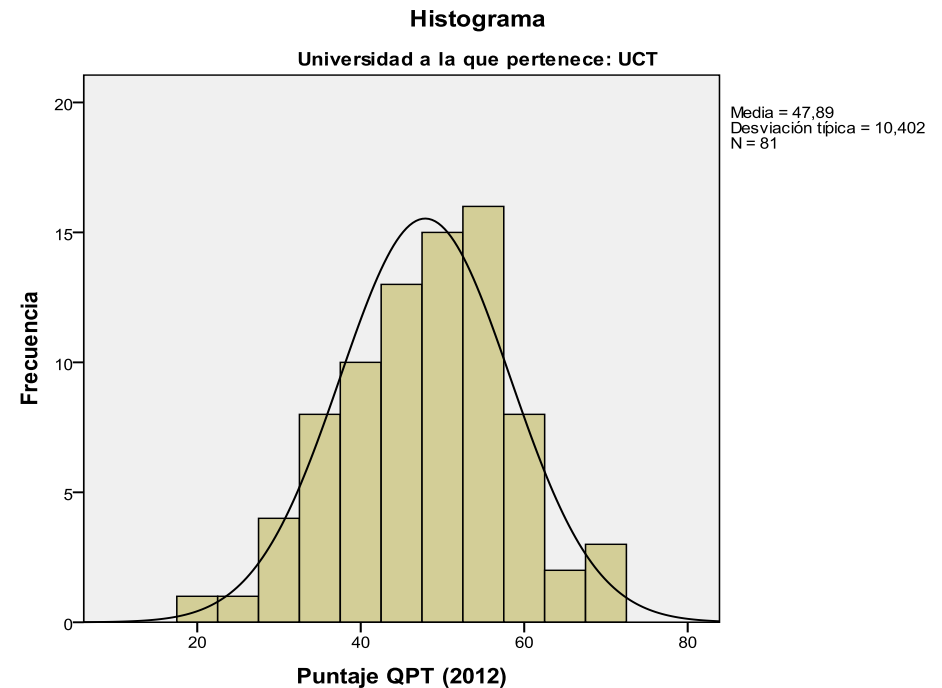 Histograma
Universidad a la que pertenece: UCT
Media = 47,89
Desviación típica = 10,402
N = 81
Frecuencia
20
15
10
5
0
20
40
60
80
Puntaje QPT (2012)